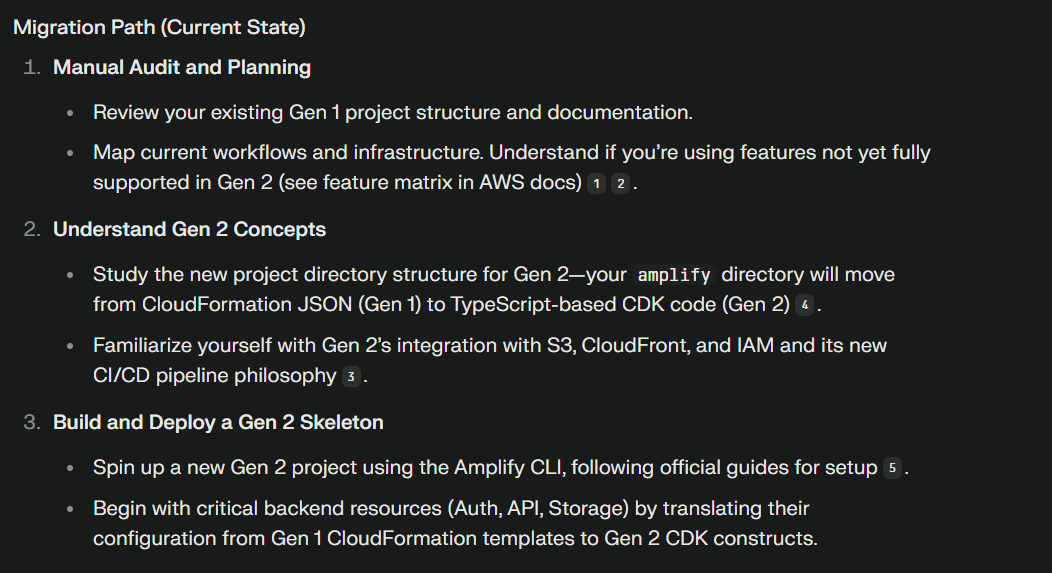 Migration Path (Current State)
1. Manual Audit and Planning
• Review your existing Gen 1 project structure and documentation.
• Map current workflows and infrastructure. Understand if you’re using features not yet fully
supported in Gen 2 (see feature matrix in AWS docs) 1 2 .
2. Understand Gen 2 Concepts
• Study the new project directory structure for Gen 2—your amplify directory will move
from CloudFormation JSON (Gen 1) to TypeScript-based CDK code (Gen 2) 4 .
• Familiarize yourself with Gen 2’s integration with S3, CloudFront, and IAM and its new
CI/CD pipeline philosophy 3 .
3. Build and Deploy a Gen 2 Skeleton
• Spin up a new Gen 2 project using the Amplify CLI, following official guides for setup 5 .
• Begin with critical backend resources (Auth, API, Storage) by translating their
configuration from Gen 1 CloudFormation templates to Gen 2 CDK constructs.